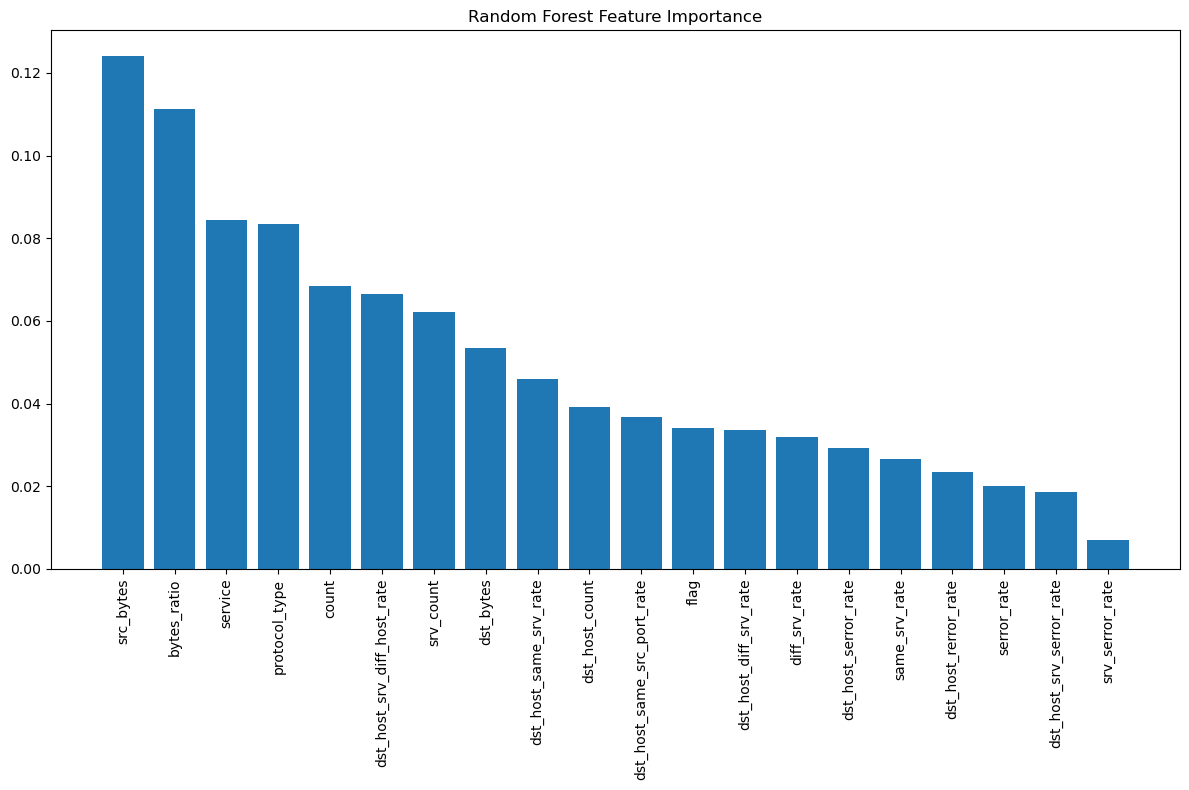 Random Forest Feature Importance
0.12
0.10
0.08
0.06
0.04
0.02
0.00
src_bytes
bytes_ratio
service
protocol_type
count
dst_host_srv_diff_host_rate
srv_count
dst_bytes
dst_host_same_srv_rate
dst_host_count
dst_host_same_src_port_rate
flag
dst_host_diff_srv_rate
diff_srv_rate
dst_host_serror_rate
same_srv_rate
dst_host_rerror_rate
serror_rate
dst_host_srv_serror_rate
srv_serror_rate